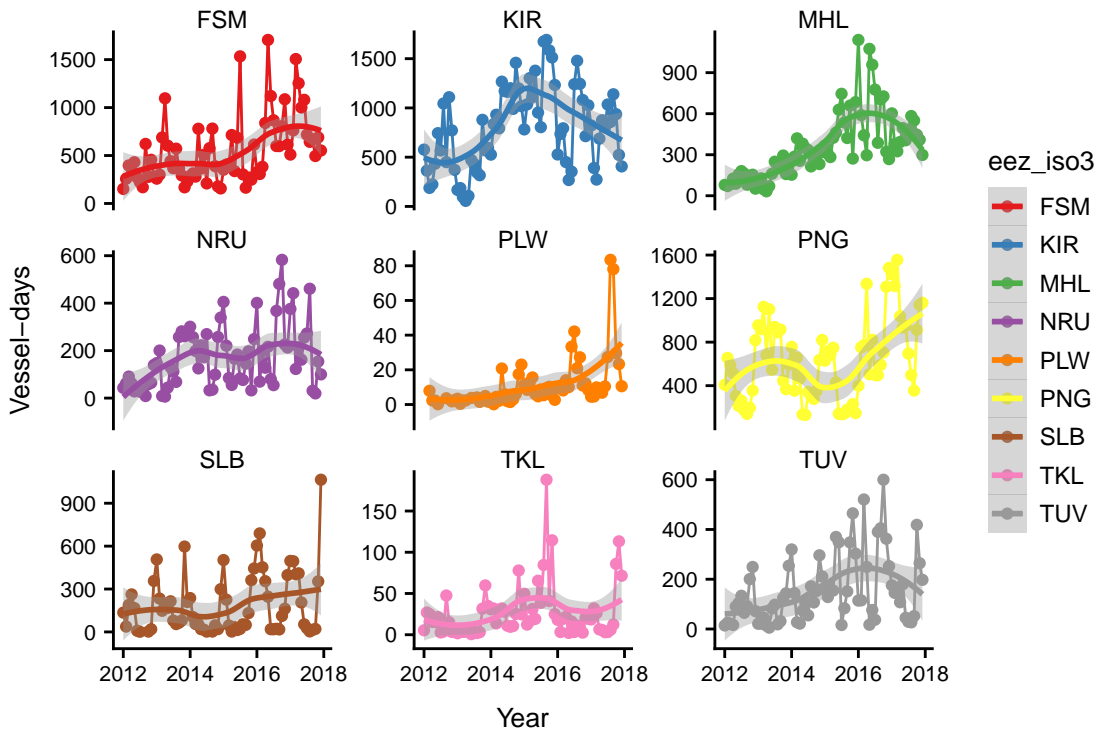 FSM KIR MHL
1500
1000
500
0
1500
1000
500
0
900
600
300
0
NRU PLW PNG
600
400
200
0
80
60
40
20
0
1600
1200
800
400
SLB TKL TUV
900
600
300
0
150
100
50
0
600
400
200
0
2012 2014 2016 2018
2012 2014 2016 2018
2012 2014 2016 2018
Year
Vessel−days
eez_iso3
FSM
KIR
MHL
NRU
PLW
PNG
SLB
TKL
TUV